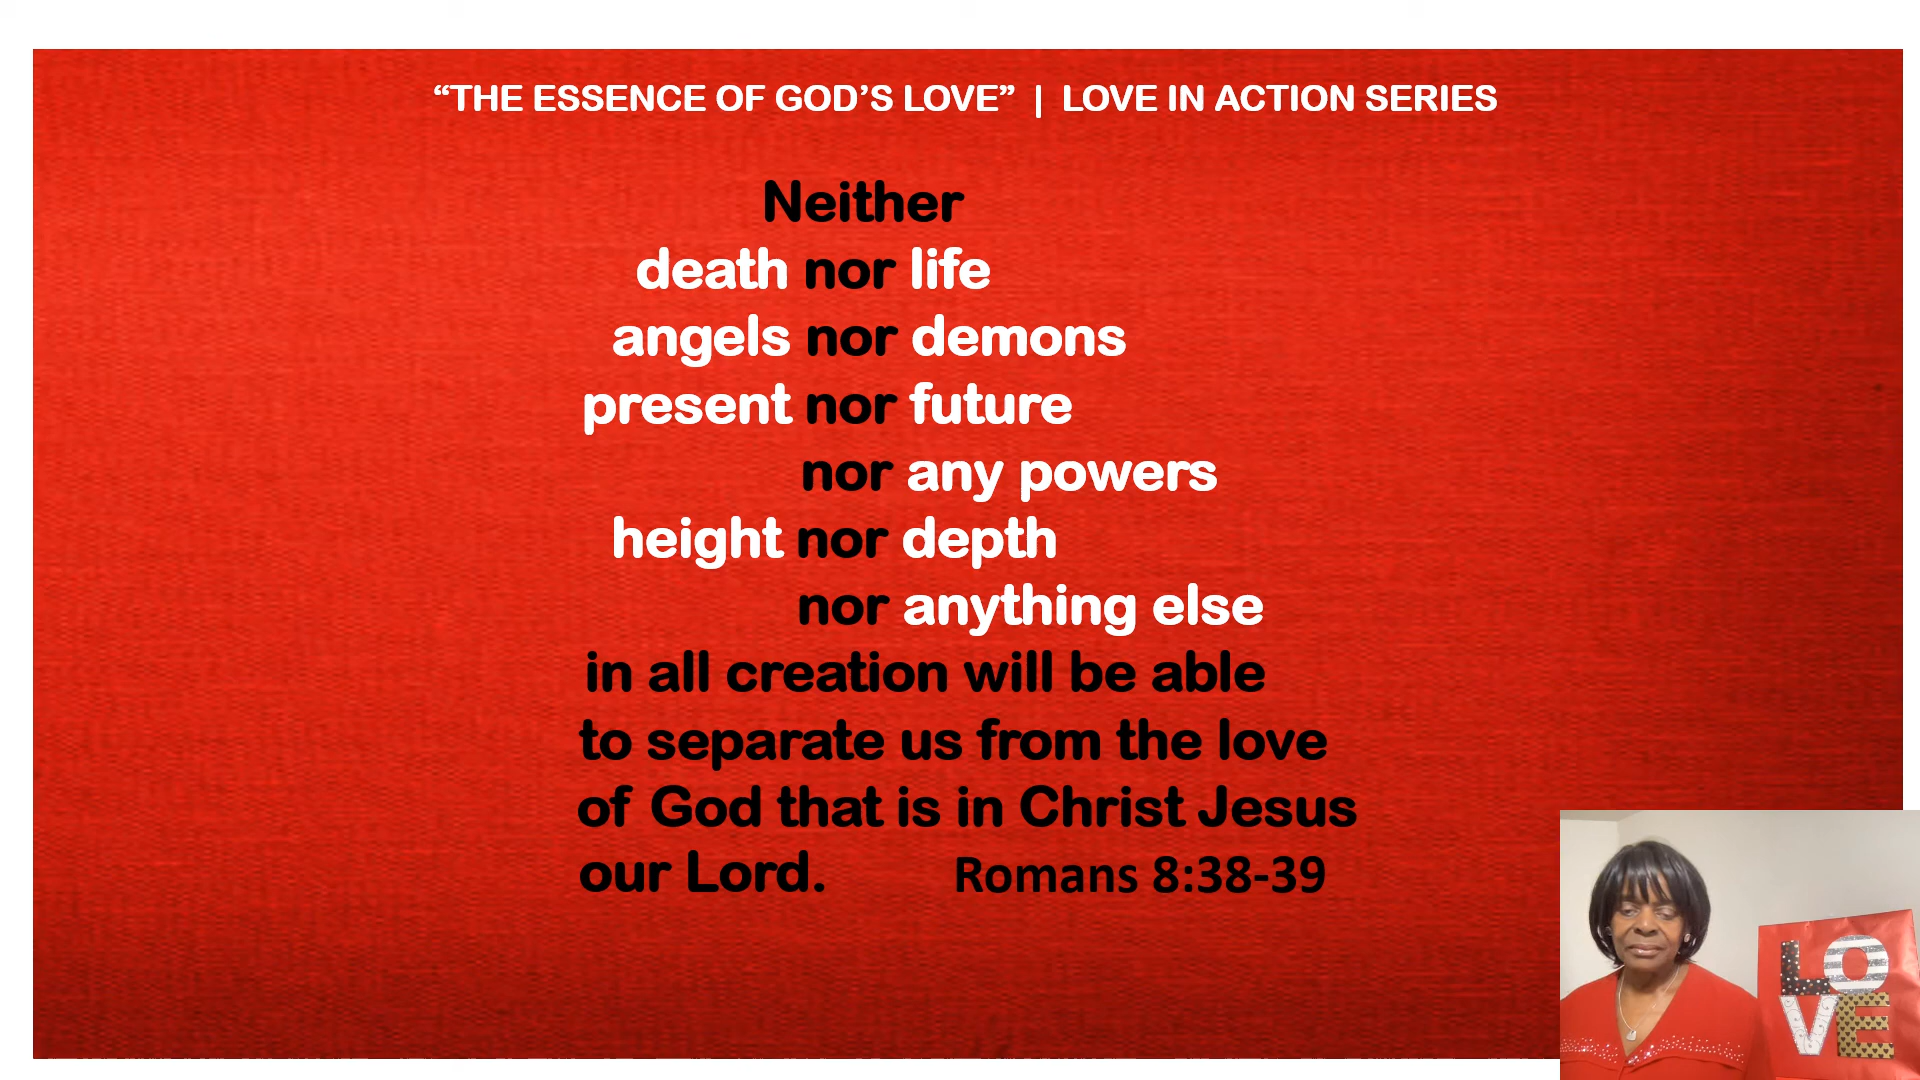 “THE ESSENCE OF GOD’S LOVE” | LOVE IN ACTION SERIES
Neither
death nor life
angels nor demons
present nor future
nor any powers
height nor depth
nor anything else
in all creation will be able
to separate us from the love
of God that is in Christ Jesus
our Lord. Romans 8:38-39
LO
VE